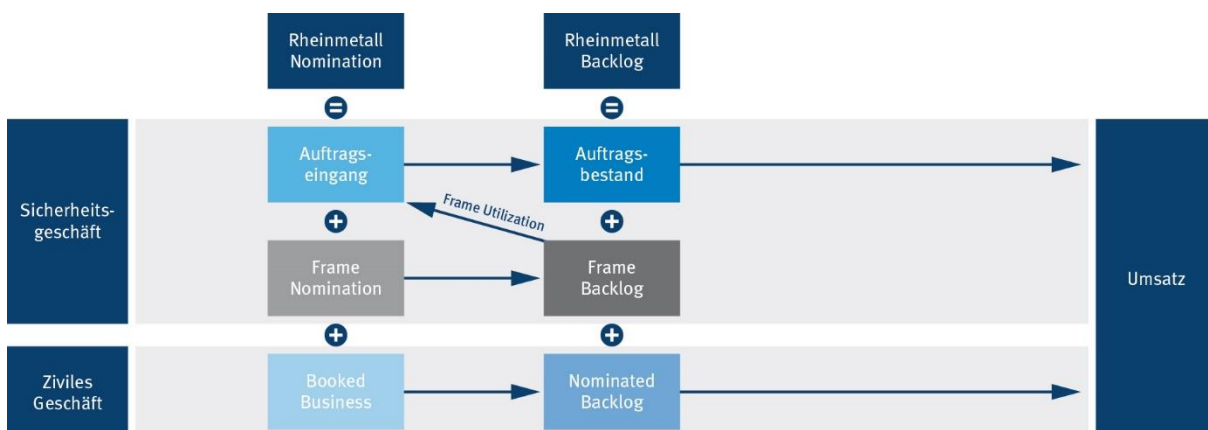 Rheinmetall
Nomination
Rheinmetall
Backlog
Sicherheits-
geschäft
Auftrags-
eingang
Auftrags-
bestand
Frame Utilization
Frame
Nomination
Frame
Backlog
Umsatz
Ziviles
Geschäft
Booked
Business
Nominated
Backlog